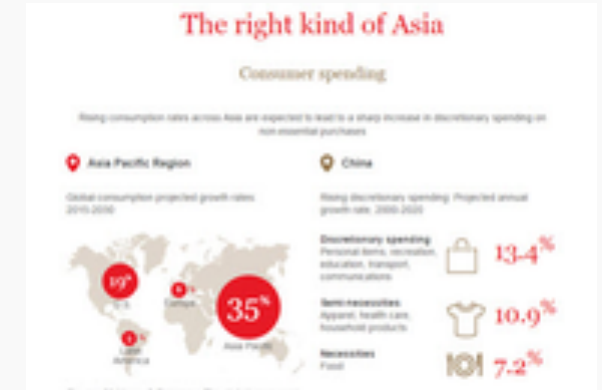 The right kind of Asia
Consumer spending
Rising consumption rates across Asia are expected to lead to a sharp increase in discretionary spending on
non-essential purchases
Asia Pacific Region
China
Global consumption projected growth rates:
2015-2030
Rising discretionary spending: Projected annual
growth rate, 2000-2020
19%
U.S.
Europe
35%
Asia Pacific
Latin
America
Discretionary spending
Personal items, recreation,
education, transport,
communications
13.4%
Semi-necessities
Apparel, health care,
household products
10.9%
Necessities
Food
7.2%